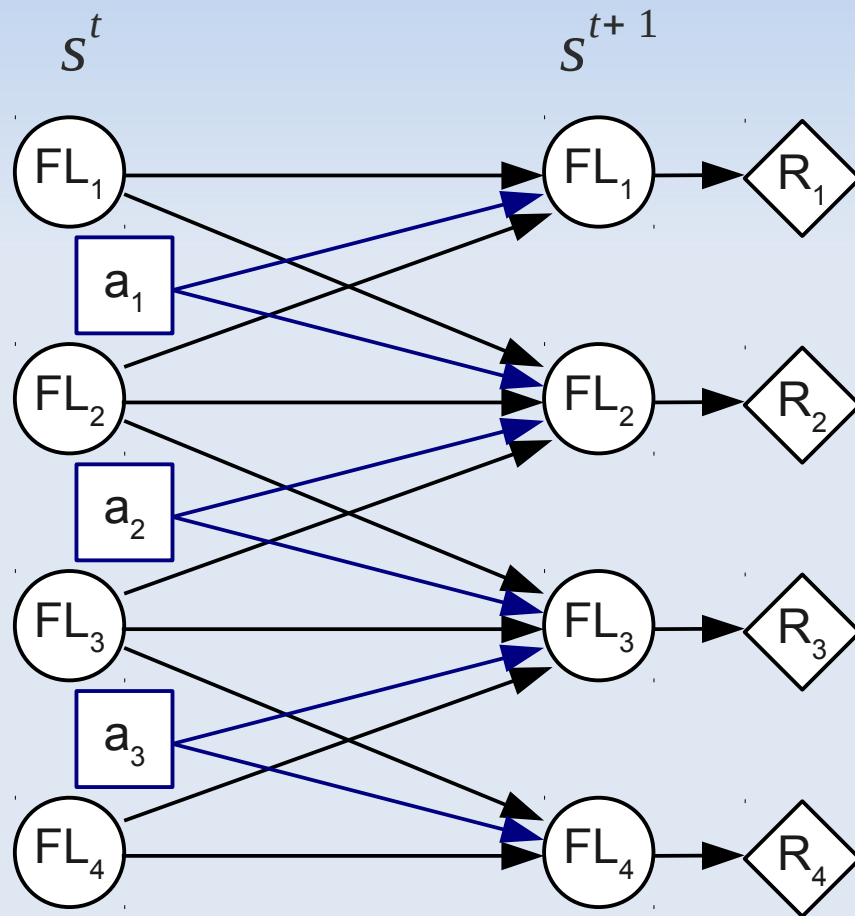 s^t s^{t+1}
FL₁ FL₁ R₁
a₁
FL₂ FL₂ R₂
a₂
FL₃ FL₃ R₃
a₃
FL₄ FL₄ R₄